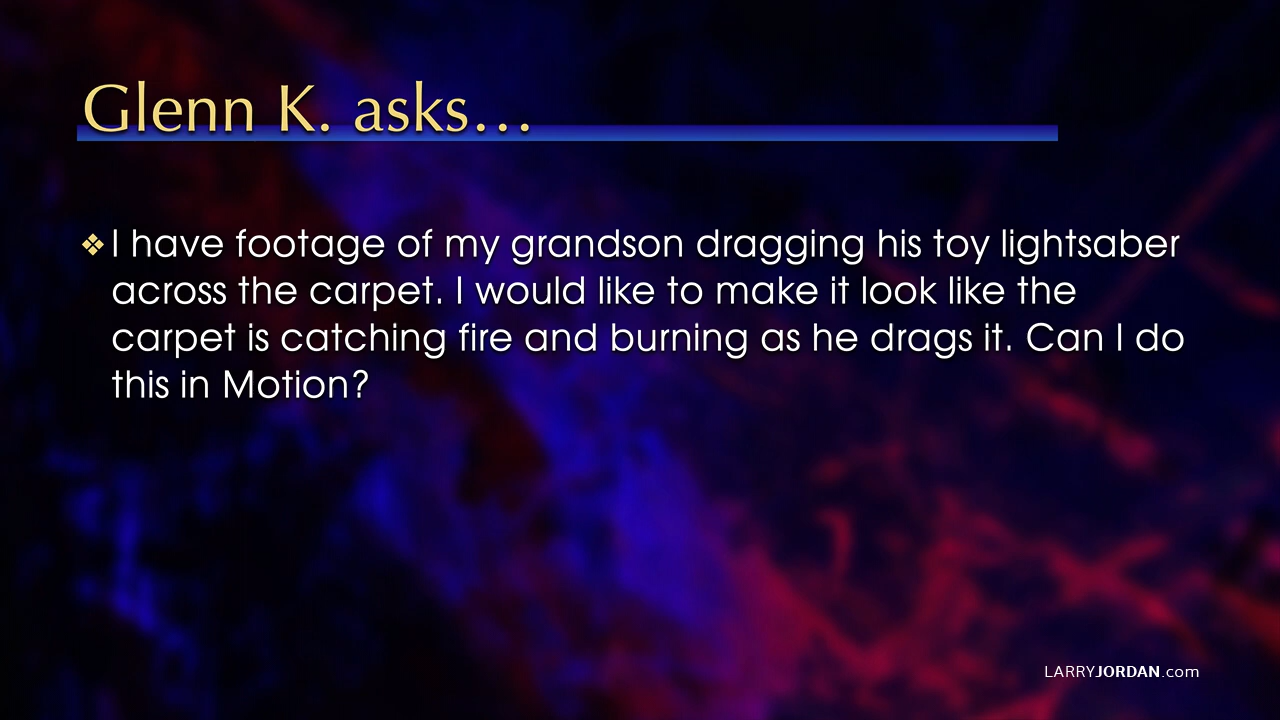 Glenn K. asks…
❖ I have footage of my grandson dragging his toy lightsaber
across the carpet. I would like to make it look like the
carpet is catching fire and burning as he drags it. Can I do
this in Motion?
LARRYJORDAN.com